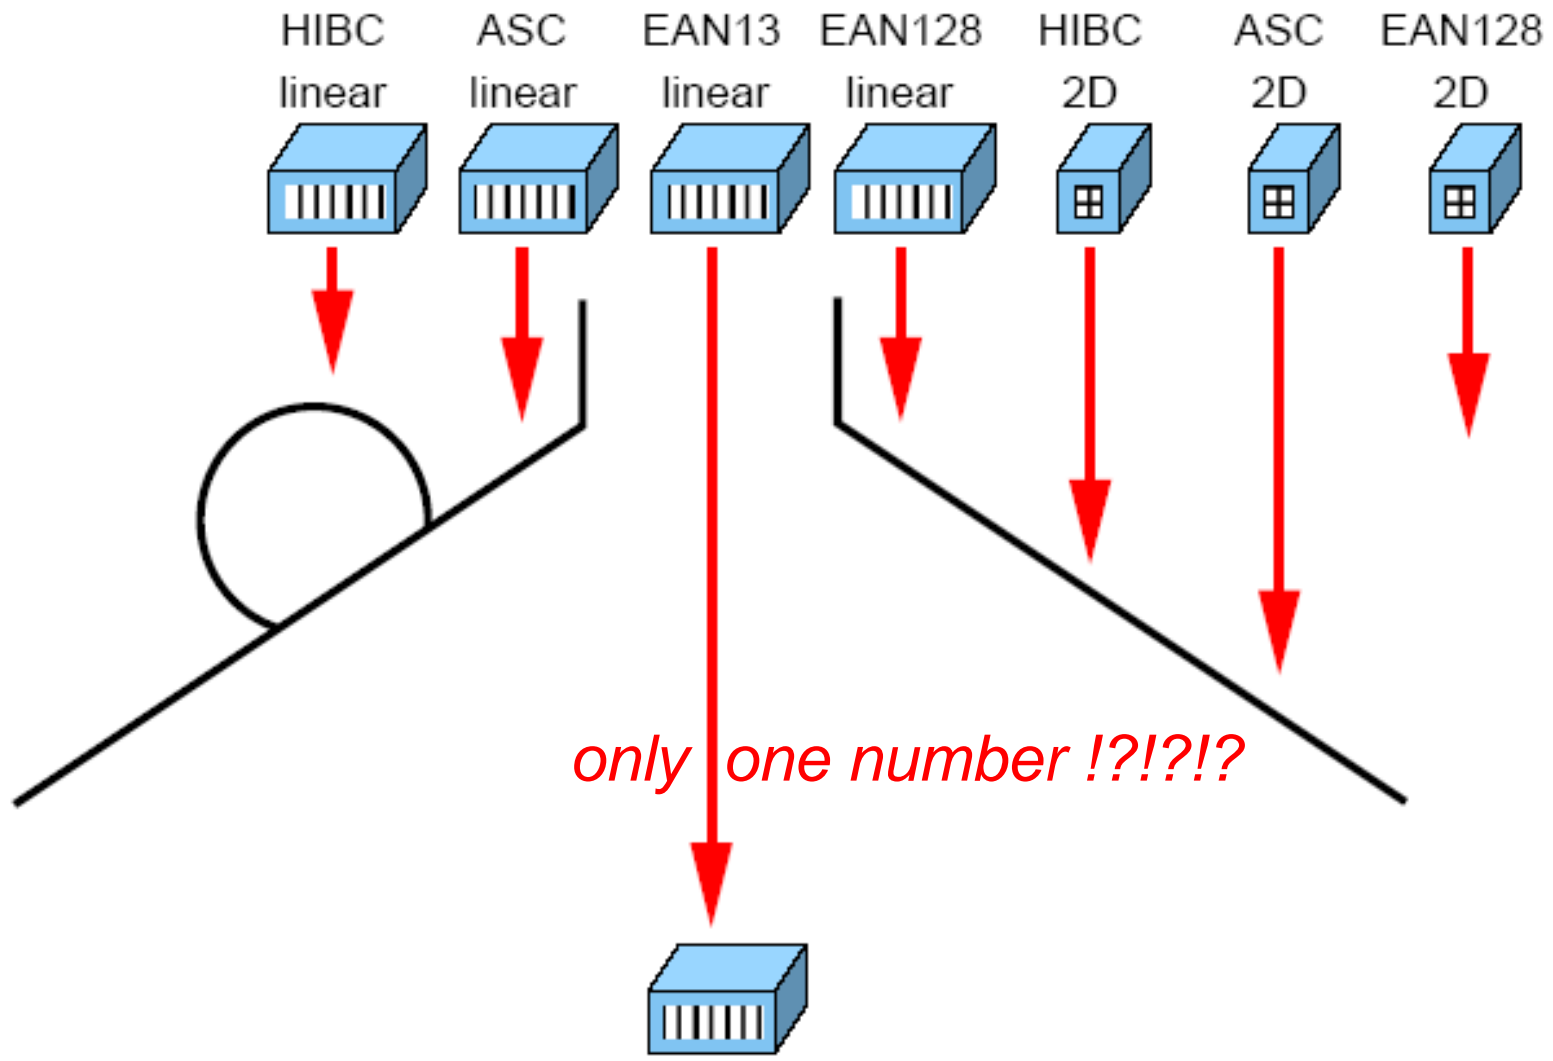 HIBC ASC EAN13 EAN128 HIBC ASC EAN128
linear linear linear linear 2D 2D 2D
only one number !?!?!?